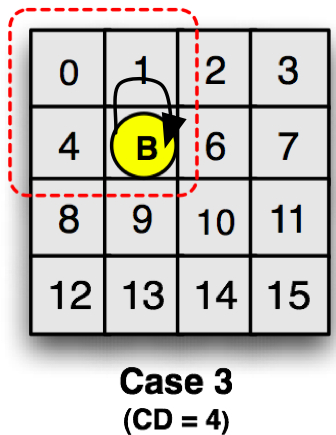 0 1 2 3
4 B 6 7
8 9 10 11
12 13 14 15
Case 3
(CD = 4)